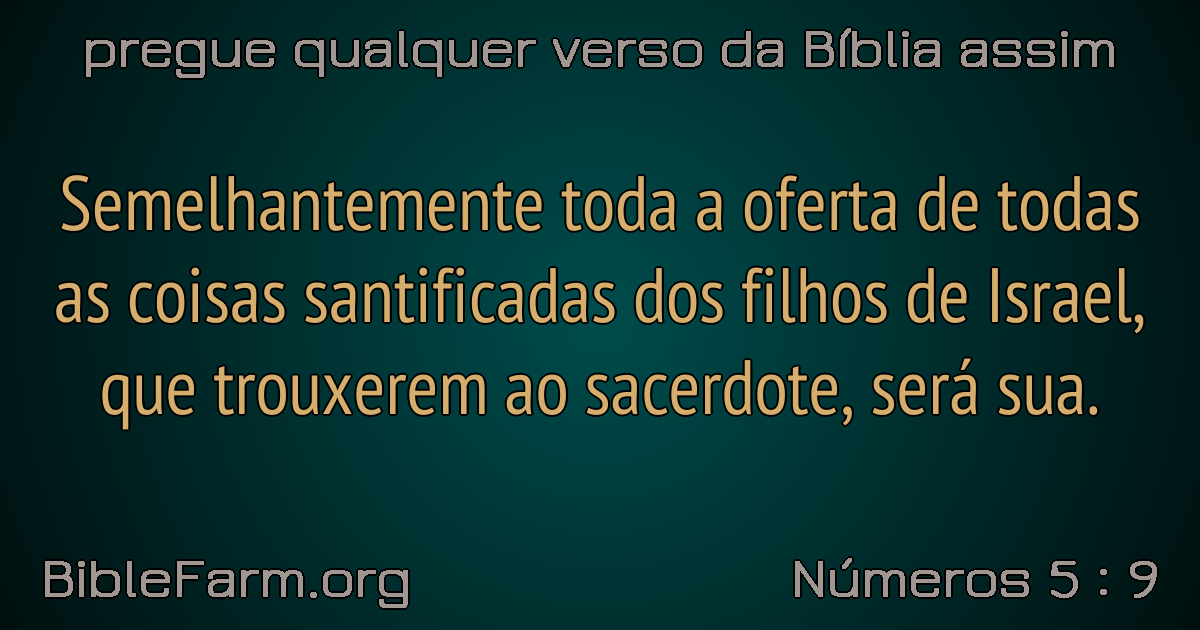 pregue qualquer verso da Bíblia assim
Semelhantemente toda a oferta de todas
as coisas santificadas dos filhos de Israel,
que trouxerem ao sacerdote, será sua.
BibleFarm.org
Números 5 : 9